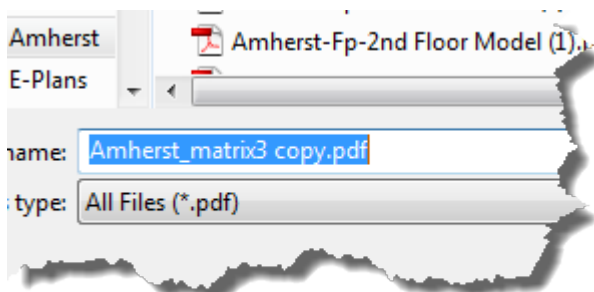 Amherst
Amherst-Fp-2nd Floor Model (1).
E-Plans
name: Amherst_matrix3 copy.pdf
type: All Files (*.pdf)